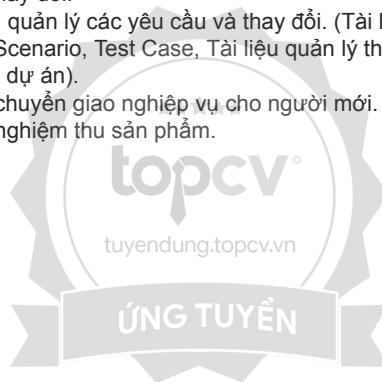 quản lý các yêu cầu và thay đổi. (Tài l
Scenario, Test Case, Tài liệu quản lý th
dự án).
chuyển giao nghiệp vụ cho người mới.
nghiệm thu sản phẩm.
topcv
tuyendung.topcv.vn
ỨNG TUYỂN